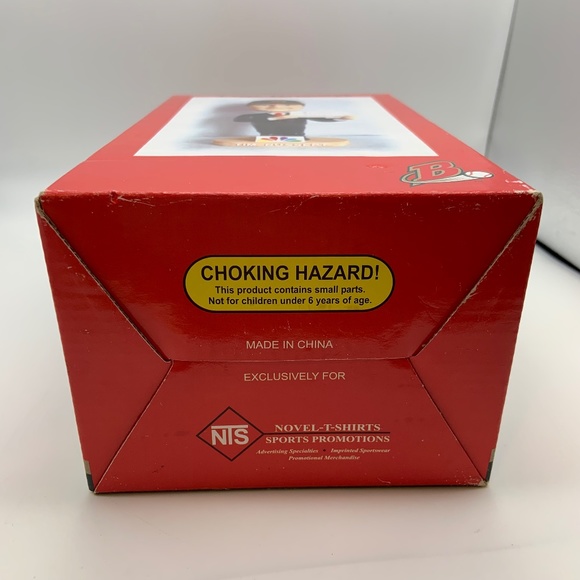 B
CHOKING HAZARD!
This product contains small parts.
Not for children under 6 years of age.
MADE IN CHINA
EXCLUSIVELY FOR
NTS
NOVEL-T-SHIRTS
SPORTS PROMOTIONS
Advertising Specialties • Imprinted Sportswear
Promotional Merchandise